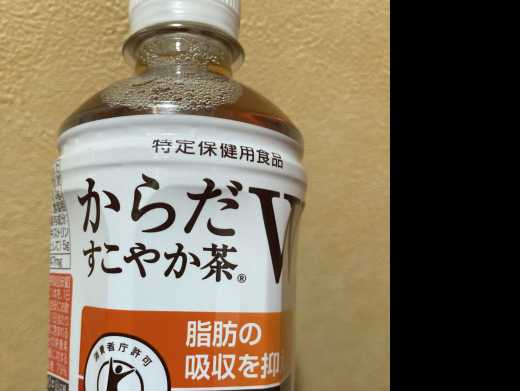 特定保健用食品
からだ W
すこやか茶®
脂肪の
吸収を抑
消費者庁許可